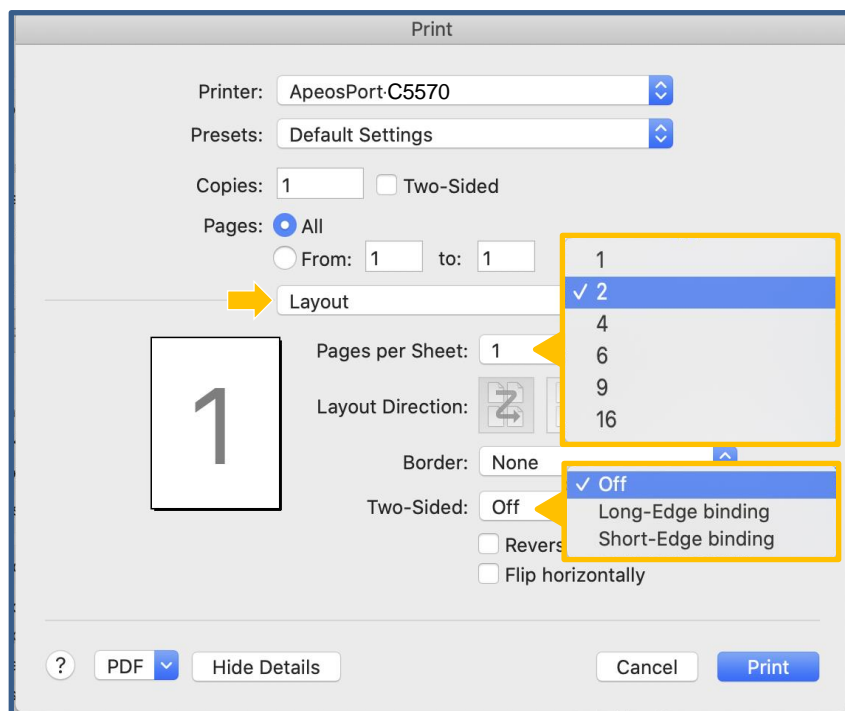 Print
Printer: ApeosPort-C5570
Presets: Default Settings
Copies: 1 Two-Sided
Pages: All
From: 1 to: 1
Layout
Pages per Sheet: 1
1
✓ 2
4
6
9
16
1
Layout Direction:
Border: None
Two-Sided: Off
✓ Off
Long-Edge binding
Short-Edge binding
Revers
Flip horizontally
? PDF Hide Details Cancel Print